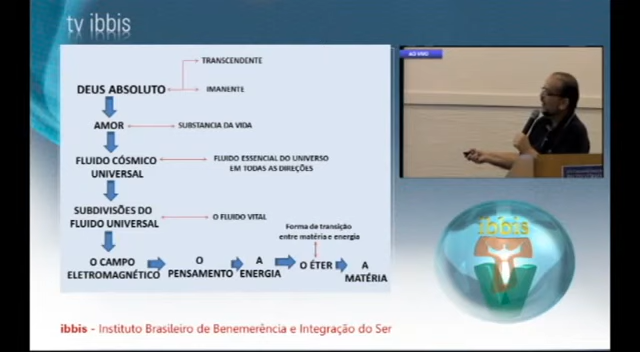 tv ibbis
TRANSCENDENTE
DEUS ABSOLUTO
IMANENTE
AMOR
SUBSTANCIA DA VIDA
FLUIDO CÓSMICO
UNIVERSAL
FLUIDO ESSENCIAL DO UNIVERSO
EM TODAS AS DIREÇÕES
SUBDIVISÕES DO
FLUIDO UNIVERSAL
O FLUIDO VITAL
Forma de transição
entre matéria e energia
O CAMPO
ELETROMAGNÉTICO
O
PENSAMENTO
A
ENERGIA
O ÉTER
A
MATÉRIA
AO VIVO
ibbis
ibbis - Instituto Brasileiro de Benemerência e Integração do Ser